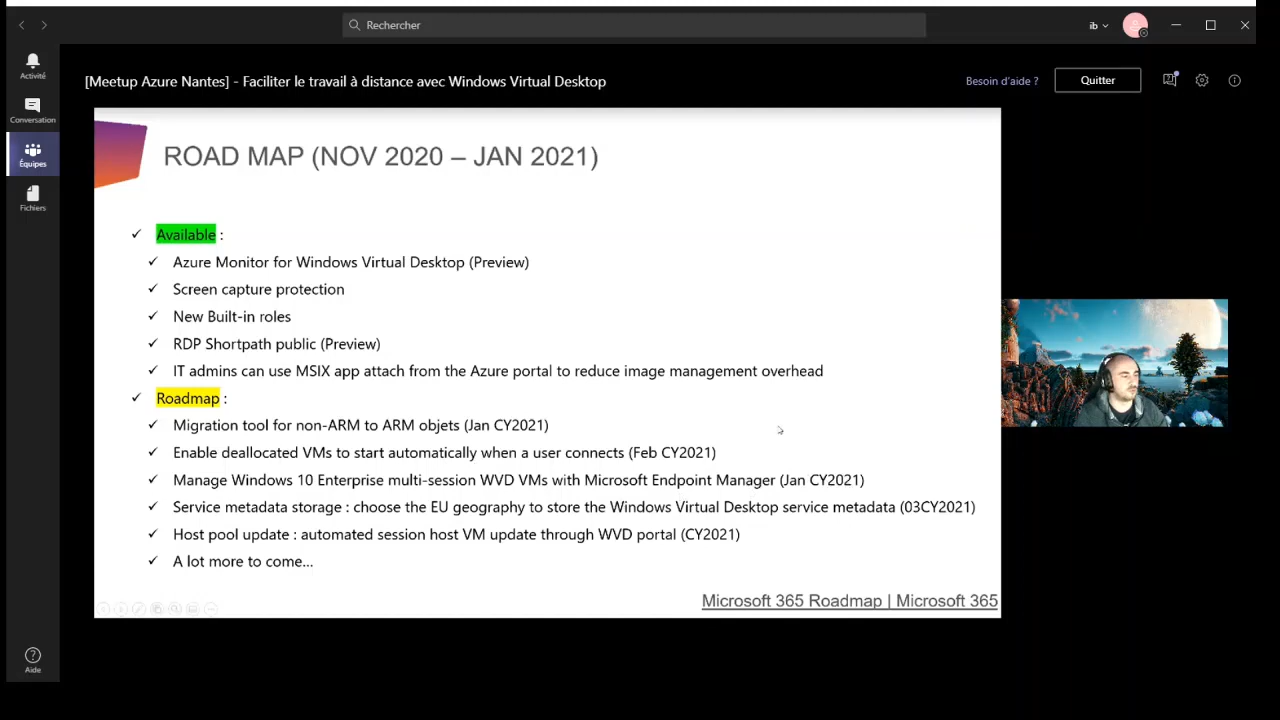 Rechercher
ib
Activité
Conversation
Équipes
Fichiers
Aide
[Meetup Azure Nantes] - Faciliter le travail à distance avec Windows Virtual Desktop
Besoin d'aide ?
Quitter
ROAD MAP (NOV 2020 – JAN 2021)
Available :
Azure Monitor for Windows Virtual Desktop (Preview)
Screen capture protection
New Built-in roles
RDP Shortpath public (Preview)
IT admins can use MSIX app attach from the Azure portal to reduce image management overhead
Roadmap :
Migration tool for non-ARM to ARM objets (Jan CY2021)
Enable deallocated VMs to start automatically when a user connects (Feb CY2021)
Manage Windows 10 Enterprise multi-session WVD VMs with Microsoft Endpoint Manager (Jan CY2021)
Service metadata storage : choose the EU geography to store the Windows Virtual Desktop service metadata (03CY2021)
Host pool update : automated session host VM update through WVD portal (CY2021)
A lot more to come...
Microsoft 365 Roadmap | Microsoft 365